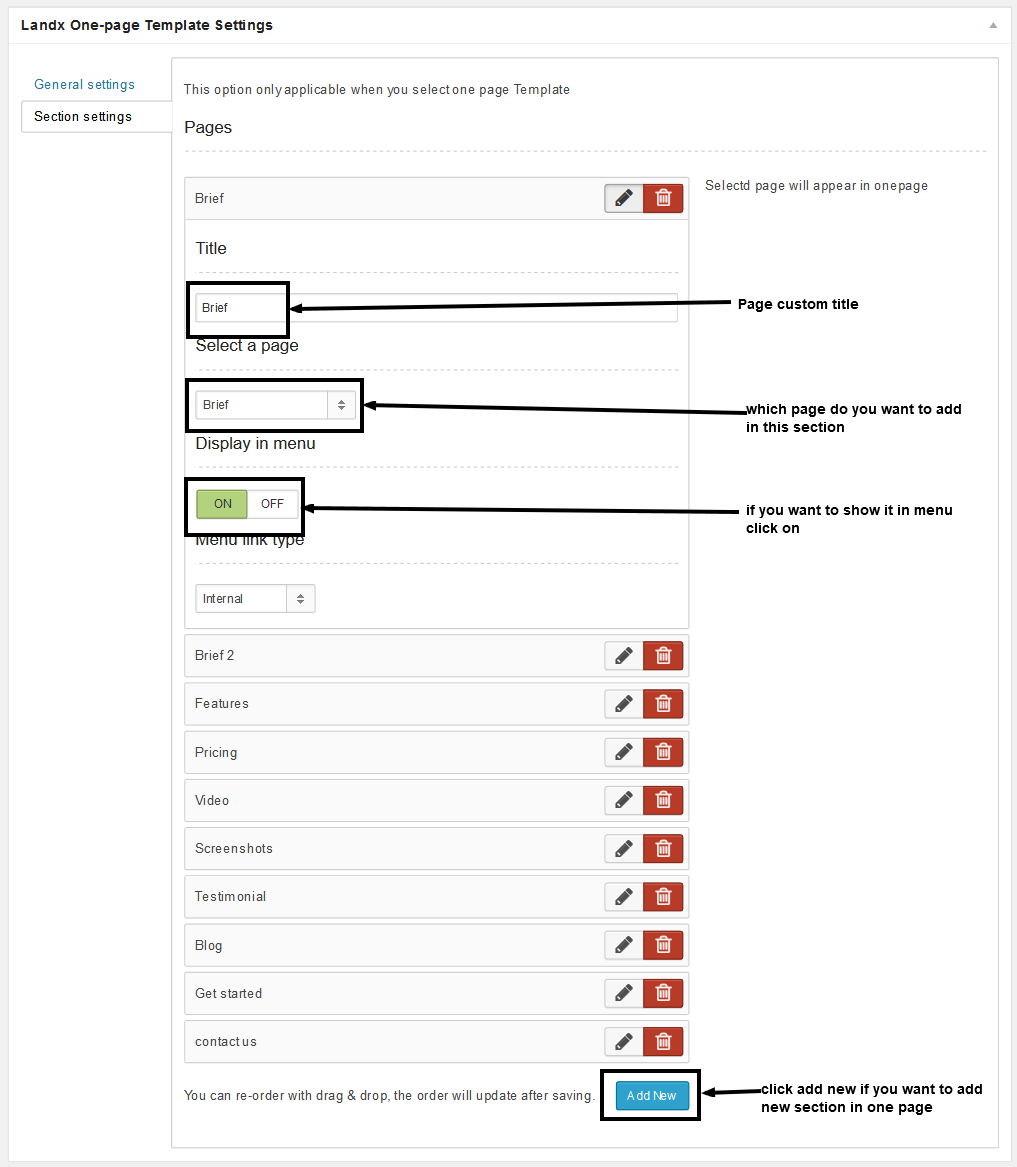 Landx One-page Template Settings
General settings
Section settings
This option only applicable when you select one page Template
Pages
Brief
Selectd page will appear in onepage
Title
Brief
Page custom title
Select a page
Brief
which page do you want to add
in this section
Display in menu
ON OFF
if you want to show it in menu
click on
Menu link type
Internal
Brief 2
Features
Pricing
Video
Screenshots
Testimonial
Blog
Get started
contact us
You can re-order with drag & drop, the order will update after saving.
Add New
click add new if you want to add
new section in one page